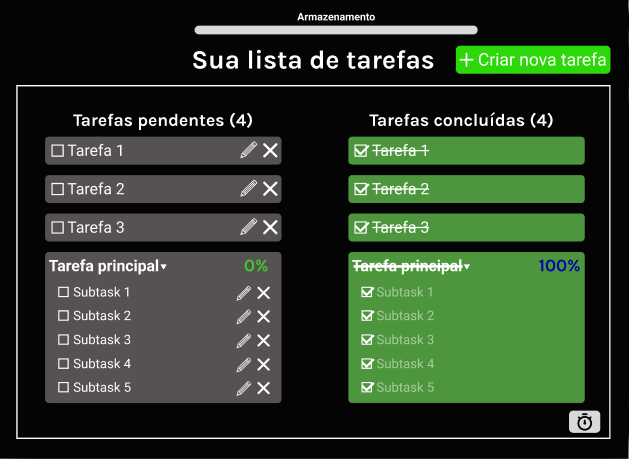 Armazenamento
Sua lista de tarefas
+ Criar nova tarefa
Tarefas pendentes (4)
Tarefa 1
Tarefa 2
Tarefa 3
Tarefa principal
0%
Subtask 1
Subtask 2
Subtask 3
Subtask 4
Subtask 5
Tarefas concluídas (4)
Tarefa 1
Tarefa 2
Tarefa 3
Tarefa principal
100%
Subtask 1
Subtask 2
Subtask 3
Subtask 4
Subtask 5